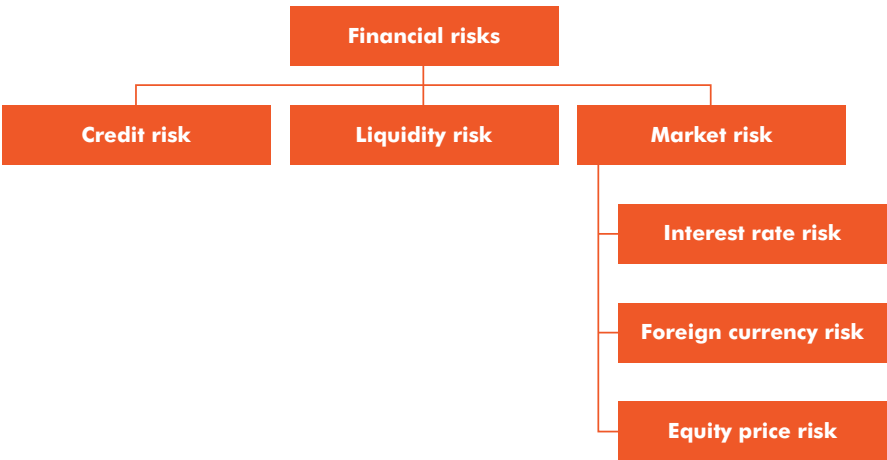 Financial risks
Credit risk
Liquidity risk
Market risk
Interest rate risk
Foreign currency risk
Equity price risk